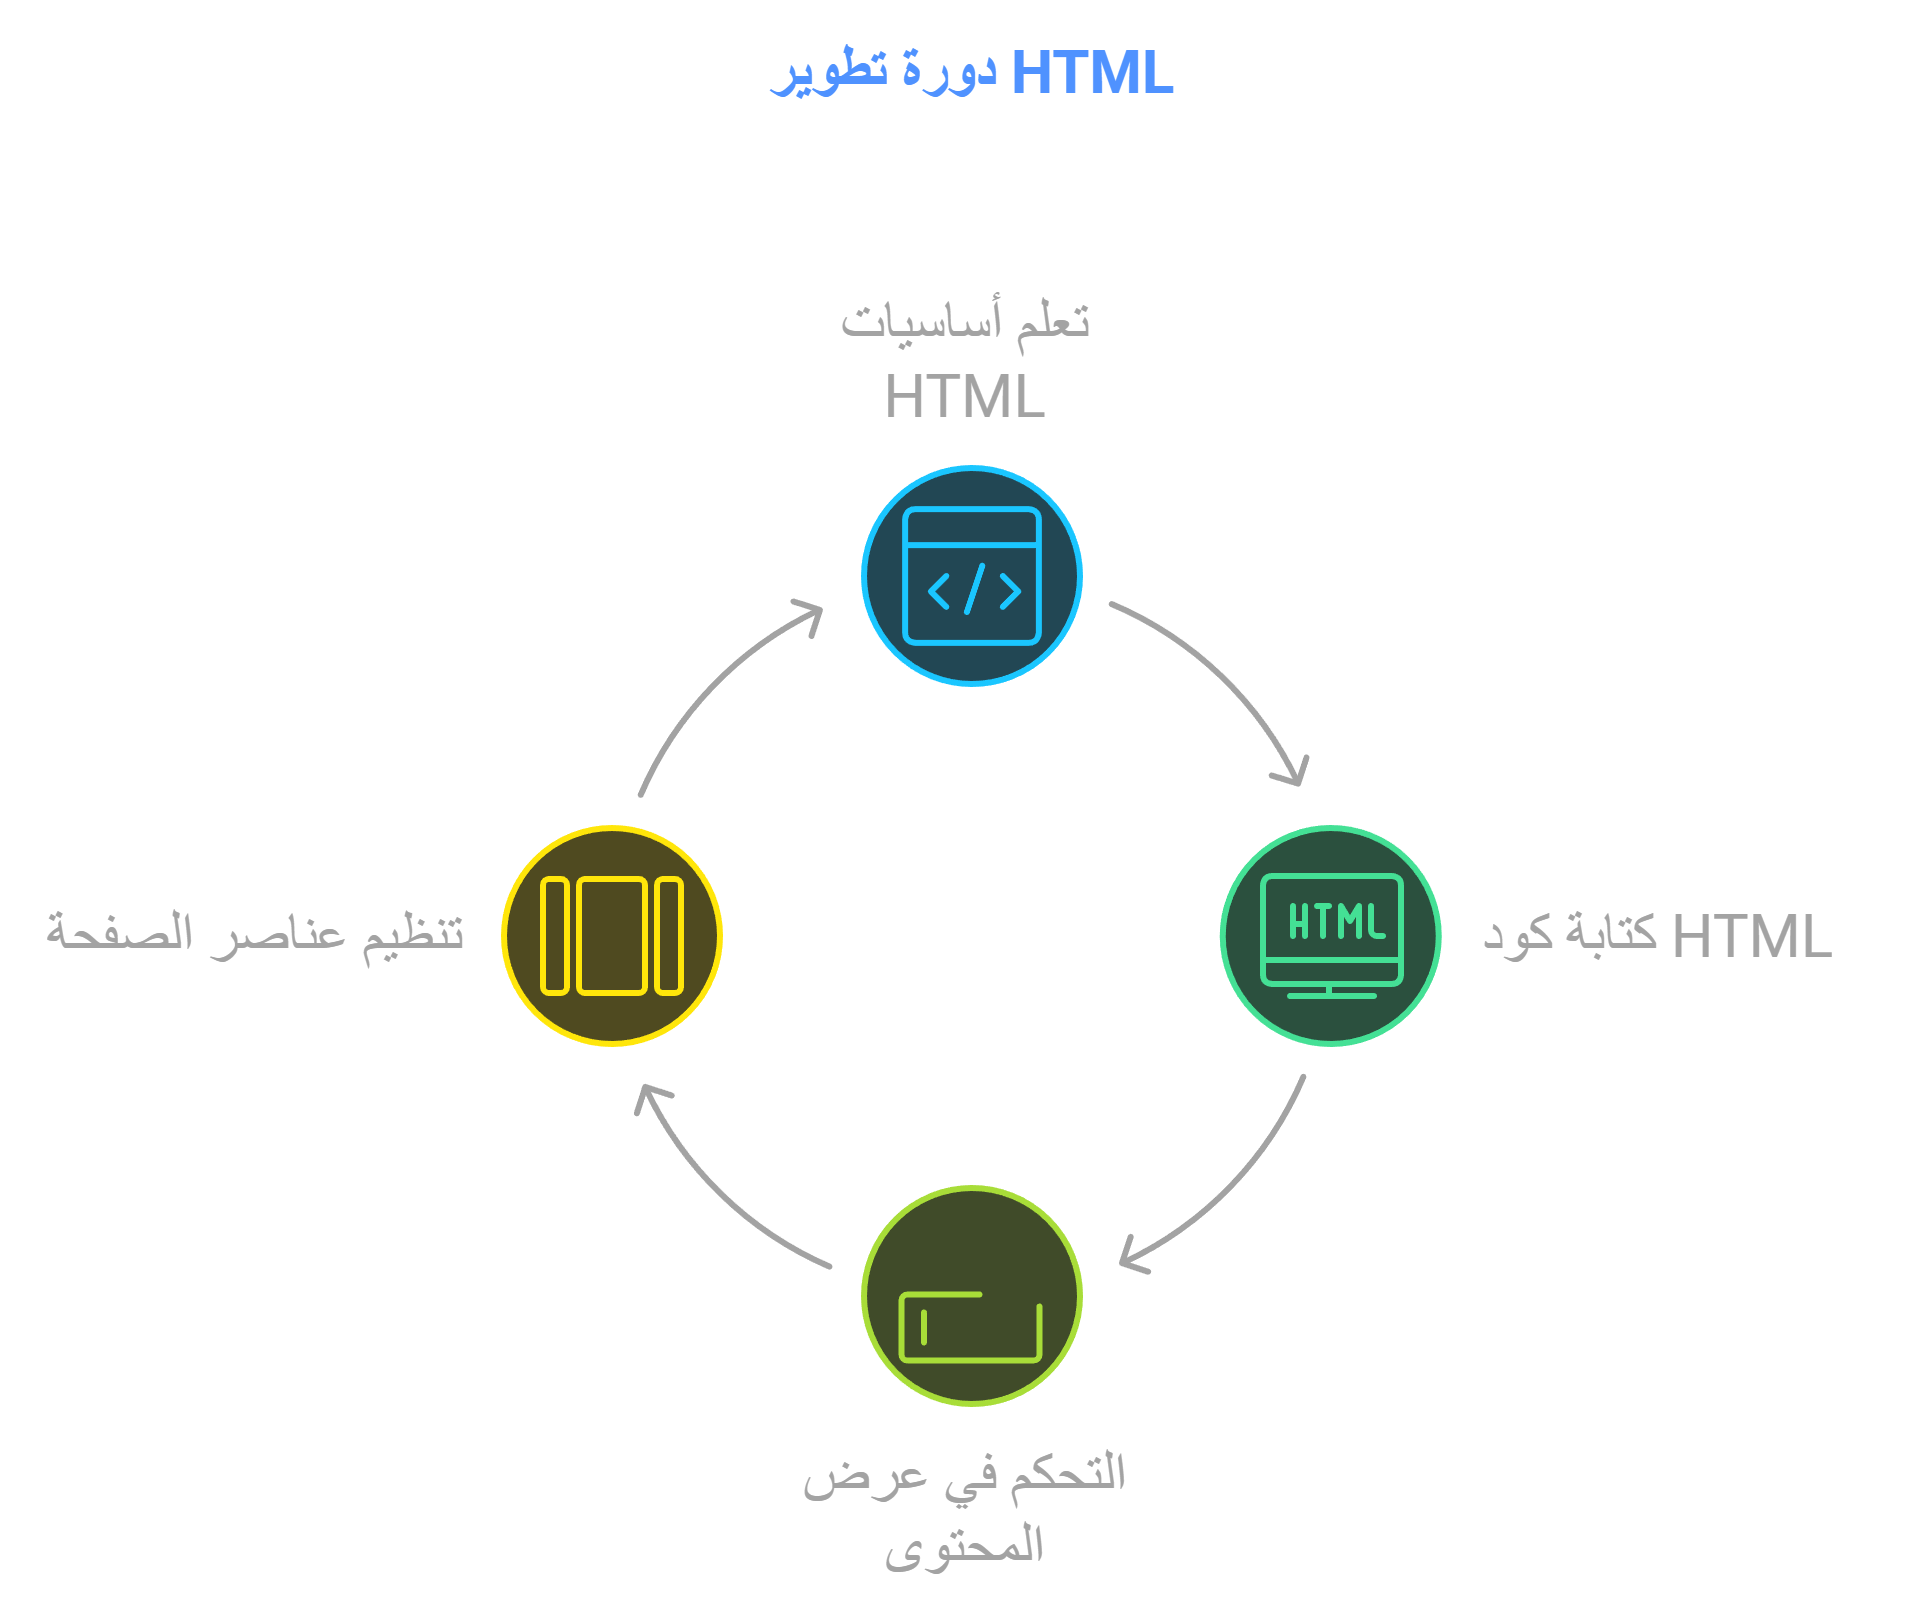 دورة تطوير HTML
تعلم أساسيات
HTML
HTML
كتابة كود HTML
تنظيم عناصر الصفحة
التحكم في عرض
المحتوى